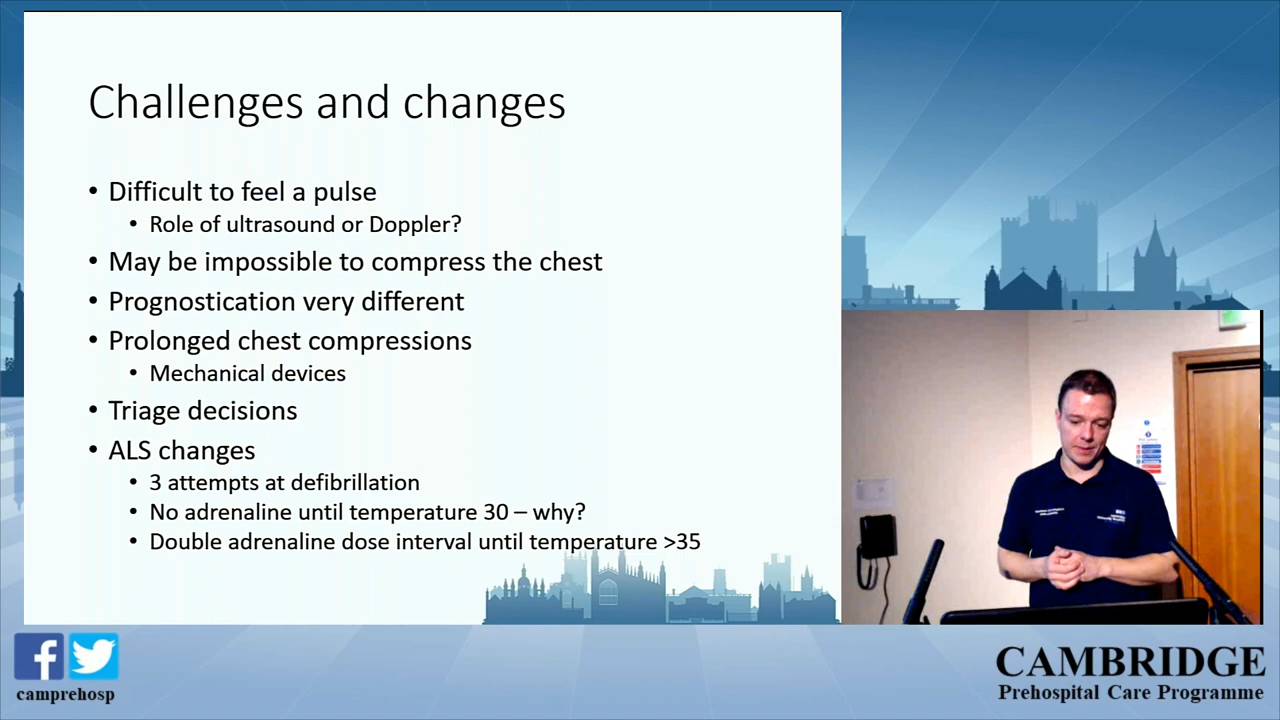 Challenges and changes
• Difficult to feel a pulse
• Role of ultrasound or Doppler?
• May be impossible to compress the chest
• Prognostication very different
• Prolonged chest compressions
• Mechanical devices
• Triage decisions
• ALS changes
• 3 attempts at defibrillation
• No adrenaline until temperature 30 – why?
• Double adrenaline dose interval until temperature >35
camprehosp
CAMBRIDGE
Prehospital Care Programme